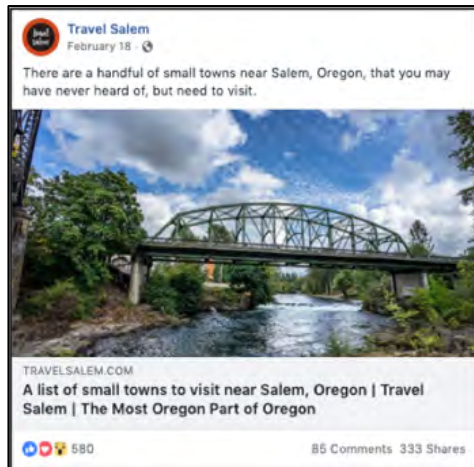 travel
salem
Travel Salem
February 18 ·
There are a handful of small towns near Salem, Oregon, that you may
have never heard of, but need to visit.
TRAVELSALEM.COM
A list of small towns to visit near Salem, Oregon | Travel
Salem | The Most Oregon Part of Oregon
580
85 Comments 333 Shares